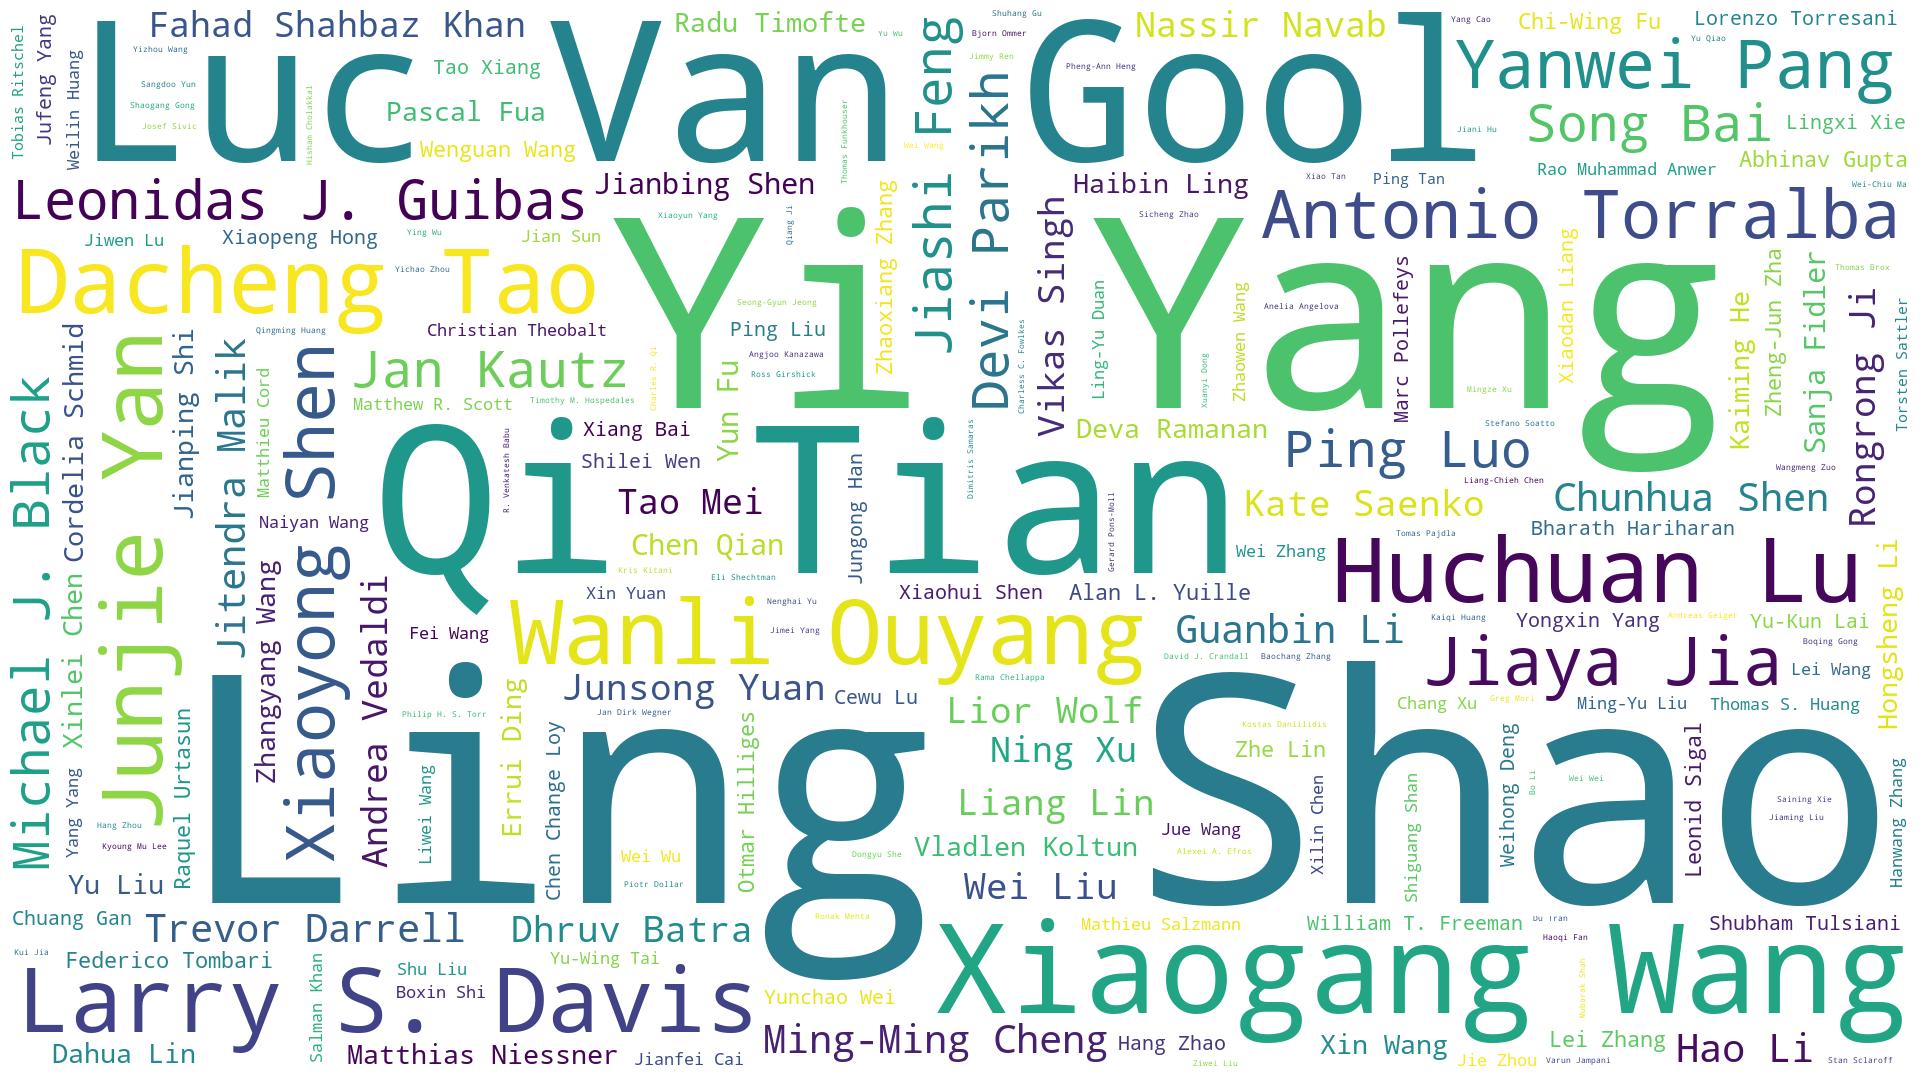 Luc Van Gool
Fahad Shahbaz Khan
Radu Timofte
Nassir Navab
Chi-Wing Fu
Lorenzo Torresani
Yanwei Pang
Song Bai
Lingxi Xie
Rao Muhammad Anwer
Abhinav Gupta
Tobias Ritschel
Jufeng Yang
Weilin Huang
Yizhou Wang
Sangdoo Yun
Shaogang Gong
Josef Sivic
Hisham Cholakkal
Tao Xiang
Pascal Fua
Wenguan Wang
Thomas Funkhouser
Yu Wu
Wei Wang
Shuhang Gu
Bjorn Ommer
Jimmy Ren
Pheng-Ann Heng
Yang Cao
Yu Qiao
Jiani Hu
Wei-Chiu Ma
Leonidas J. Guibas
Jianbing Shen
Jiashi Feng
Devi Parikh
Haibin Ling
Xiao Tan
Ping Tan
Antonio Torralba
Jiwen Lu
Xiaopeng Hong
Ying Wu
Jian Sun
Xiaoyun Yang
Qiang Ji
Zhaoxiang Zhang
Sicheng Zhao
Dacheng Tao
Yichao Zhou
Yi Yang
Seong-Gyun Jeong
Ping Liu
Angjoo Kanazawa
Ross Girshick
Vikas Singh
Ling-Yu Duan
Zhaowen Wang
Anelia Angelova
Marc Pollefeys
Xiaodan Liang
Kaiming He
Zheng-Jun Zha
Sanja Fidler
Thomas Brox
Rongrong Ji
Torsten Sattler
Christian Theobalt
Qingming Huang
Jan Kautz
Matthew R. Scott
Timothy M. Hospedales
Charles R. Qi
Yun Fu
Charless C. Fowlkes
Xuanyi Dong
Mingze Xu
Michael J. Black
Cordelia Schmid
Junjie Yan
Jianping Shi
Jitendra Malik
Matthieu Cord
Xiaoyong Shen
Naiyan Wang
Qi Tian
R. Venkatesh Babu
Xiang Bai
Shilei Wen
Tao Mei
Chen Qian
Kris Kitani
Eli Shechtman
Jungong Han
Dimitris Samaras
Gerard Pons-Moll
Deva Ramanan
Ping Luo
Stefano Soatto
Liang-Chieh Chen
Wangmeng Zuo
Kate Saenko
Chunhua Shen
Bharath Hariharan
Tomas Pajdla
Wei Zhang
Huchuan Lu
Hongsheng Li
Xin Yuan
Nenghai Yu
Jimei Yang
Xiaohui Shen
Alan L. Yuille
Fei Wang
Wanli Ouyang
Guanbin Li
Kaiqi Huang
Yongxin Yang
Andreas Geiger
Yu-Kun Lai
Boqing Gong
David J. Crandall
Baochang Zhang
Jiaya Jia
Lei Wang
Xinlei Chen
Zhangyang Wang
Andrea Vedaldi
Ling Shao
Philip H. S. Torr
Errui Ding
Junsong Yuan
Jan Dirk Wegner
Cewu Lu
Rama Chellappa
Lior Wolf
Ning Xu
Kostas Daniilidis
Zhe Lin
Chang Xu
Greg Mori
Ming-Yu Liu
Thomas S. Huang
Yang Yang
Hang Zhou
Kyoung Mu Lee
Raquel Urtasun
Liwei Wang
Chen Change Loy
Otmar Hilliges
Wei Wu
Piotr Dollar
Dongyu She
Liang Lin
Vladlen Koltun
Jue Wang
Alexei A. Efros
Wei Liu
Xilin Chen
Shiguang Shan
Weihong Deng
Bo Li
Wei Wei
Leonid Sigal
Saining Xie
Jiaming Liu
Hanwang Zhang
Yu Liu
Chuang Gan
Trevor Darrell
Dhruv Batra
Ronak Mehta
Mathieu Salzmann
William T. Freeman
Du Tran
Haoqi Fan
Shubham Tulsiani
Kui Jia
Federico Tombari
Salman Khan
Shu Liu
Boxin Shi
Yu-Wing Tai
Larry S. Davis
Yunchao Wei
Xiaogang Wang
Mubarak Shah
Dahua Lin
Matthias Niessner
Jianfei Cai
Ming-Ming Cheng
Hang Zhao
Ziwei Liu
Xin Wang
Jie Zhou
Lei Zhang
Varun Jampani
Hao Li
Stan Sclaroff